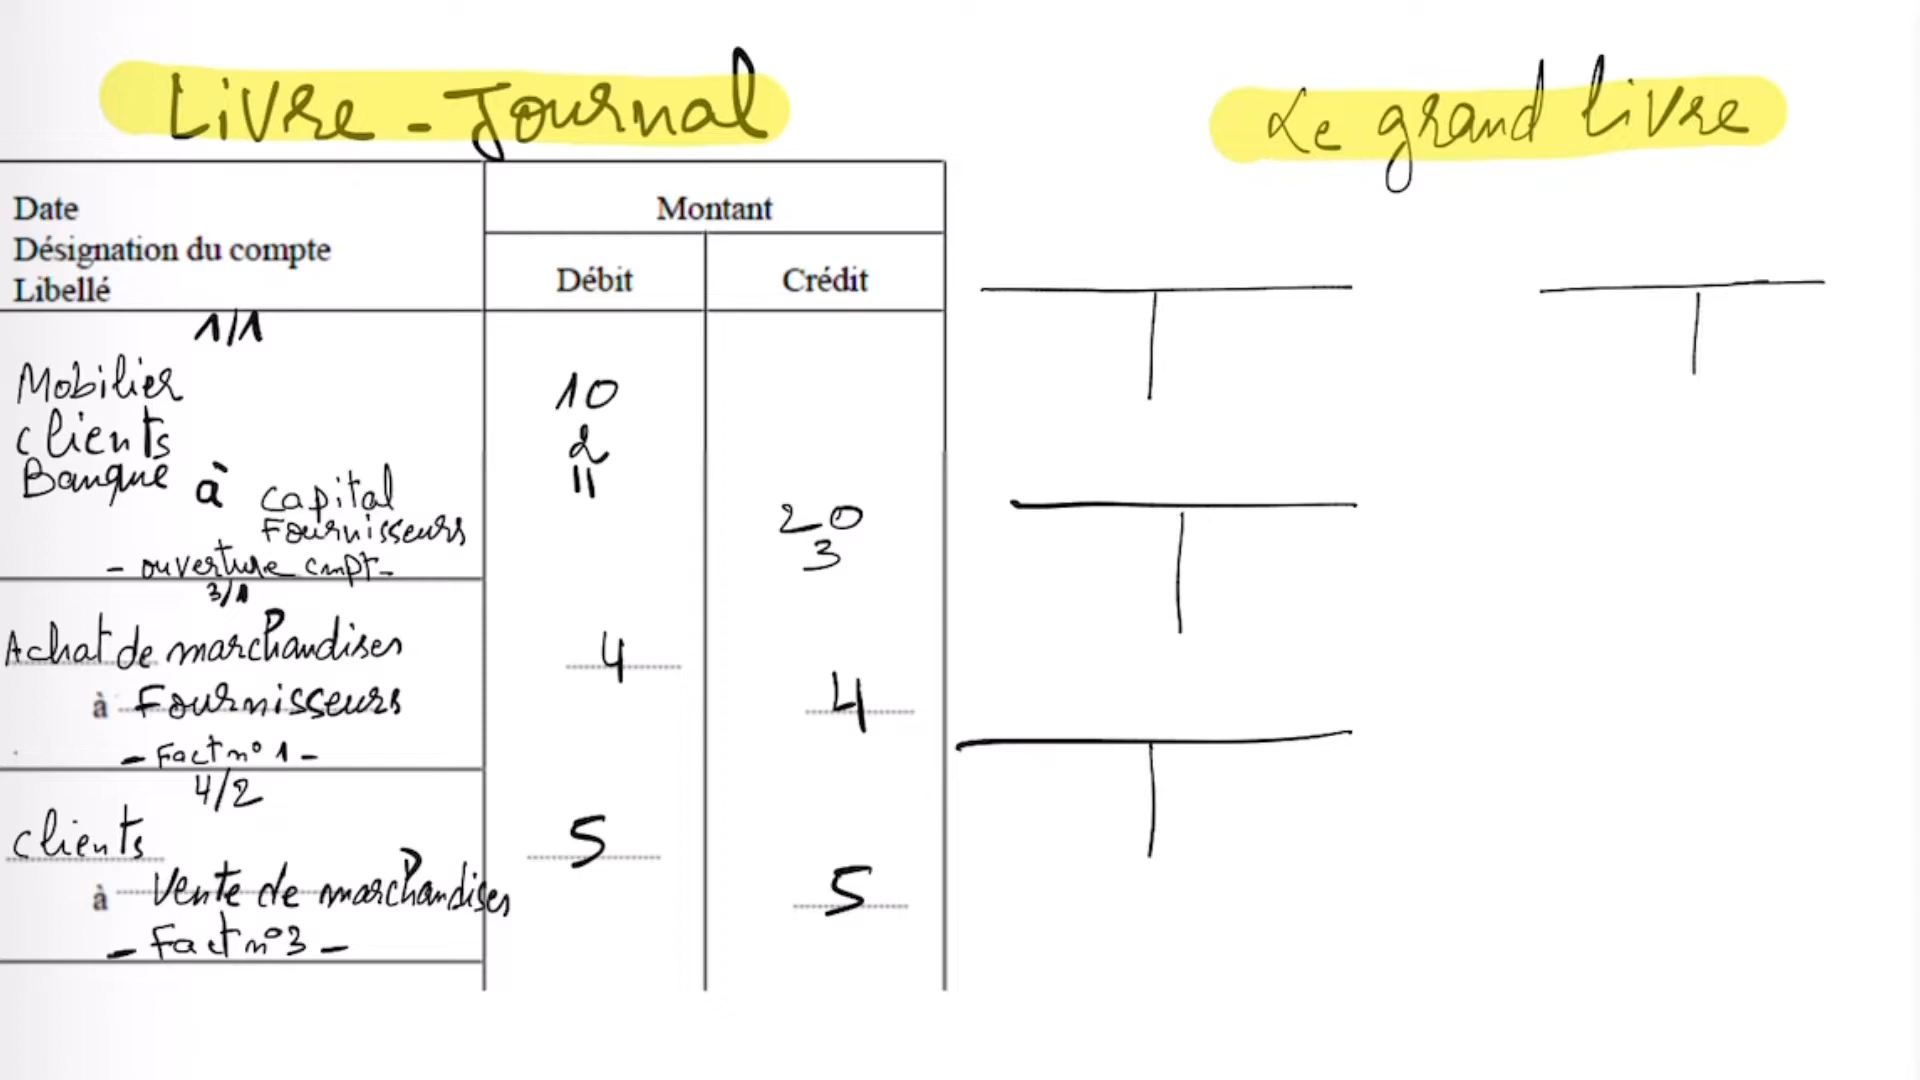 Livre - Journal
Le grand livre
Date
Désignation du compte
Libellé
Montant
Débit
Crédit
1/1
Mobilier 10
clients 2
Banque 11
à capital 20
Fournisseurs 3
- ouverture cmpt -
3/1
Achat de marchandises 4
à Fournisseurs 4
- Fact n° 1 -
4/2
clients 5
à Vente de marchandises 5
- Fact n° 3 -